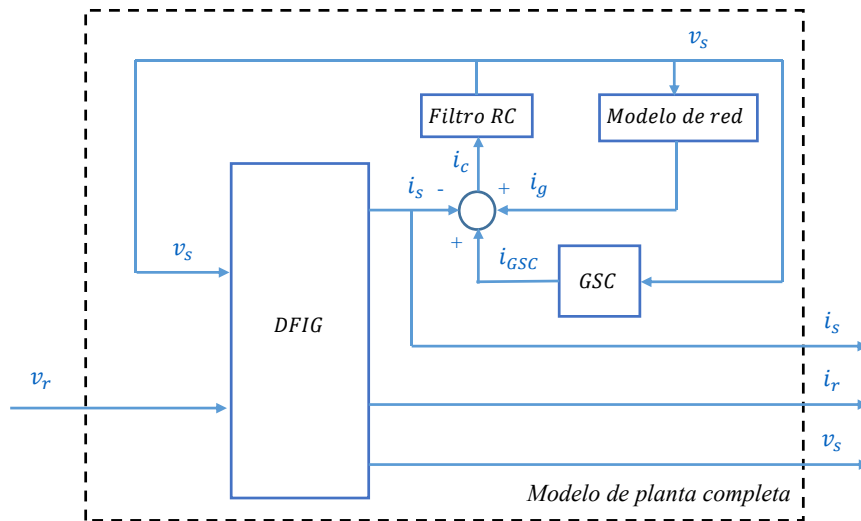 v_s
Filtro RC
Modelo de red
i_c
i_s
-
+
i_g
+
v_s
i_GSC
GSC
DFIG
i_s
v_r
i_r
v_s
Modelo de planta completa